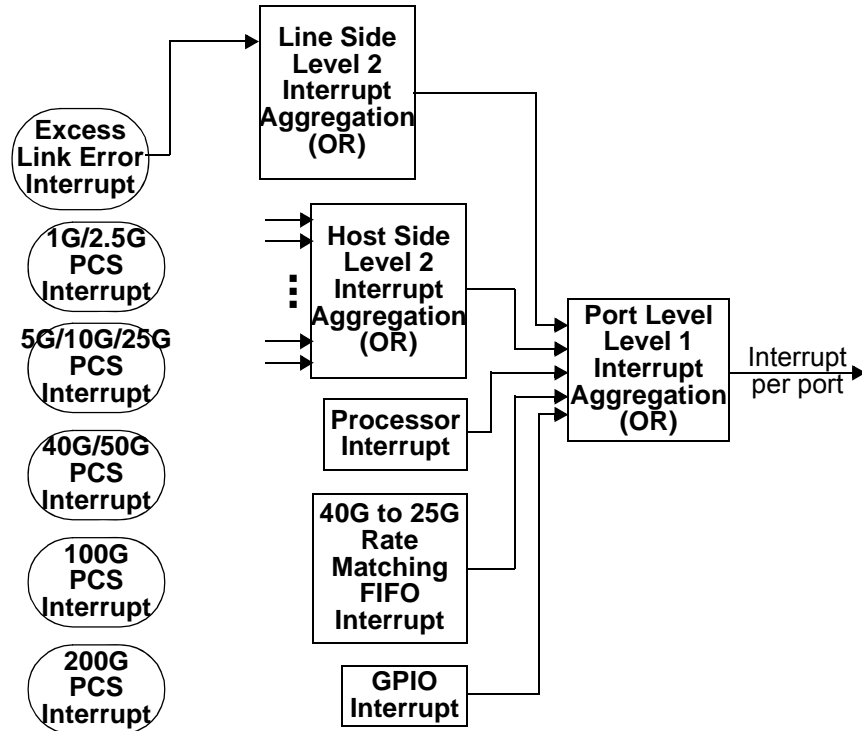 Line Side
Level 2
Interrupt
Aggregation
(OR)
Excess
Link Error
Interrupt
1G/2.5G
PCS
Interrupt
Host Side
Level 2
Interrupt
Aggregation
(OR)
5G/10G/25G
PCS
Interrupt
Port Level
Level 1
Interrupt
Aggregation
(OR)
Interrupt
per port
Processor
Interrupt
40G/50G
PCS
Interrupt
40G to 25G
Rate
Matching
FIFO
Interrupt
100G
PCS
Interrupt
200G
PCS
Interrupt
GPIO
Interrupt